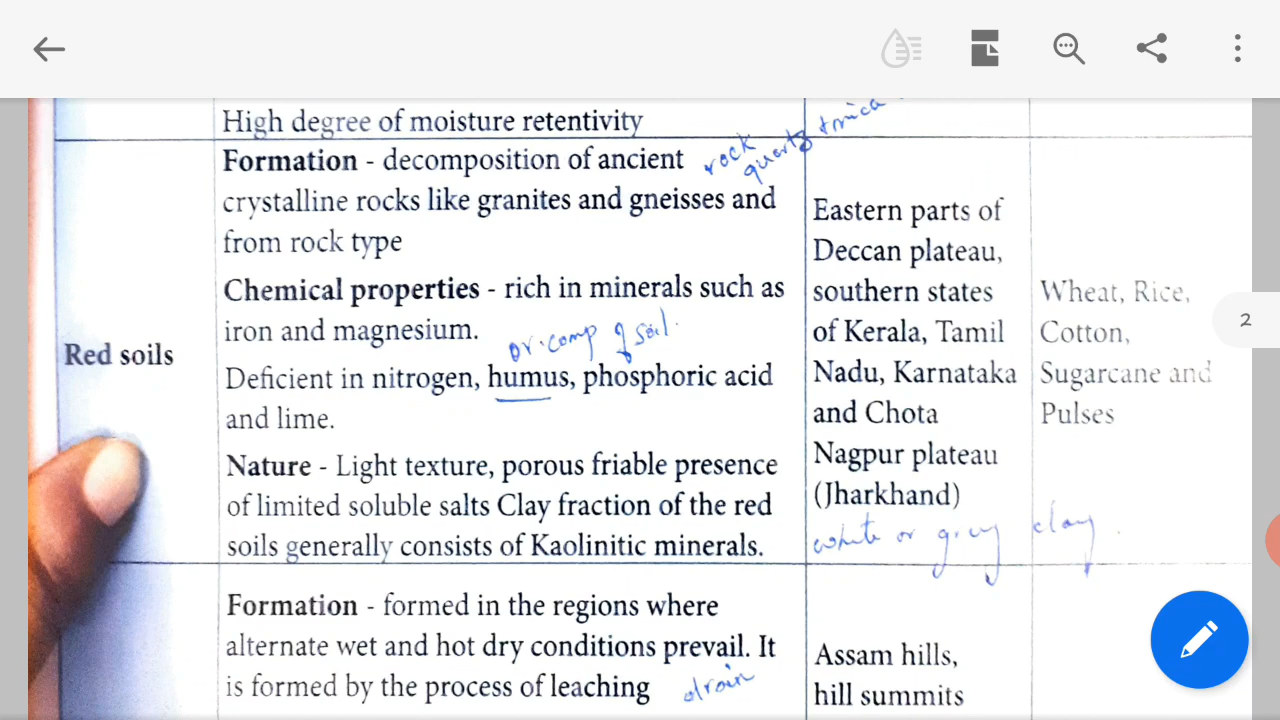 High degree of moisture retentivity
Red soils
Formation - decomposition of ancient
rock
quartz + mica
crystalline rocks like granites and gneisses and
from rock type
Chemical properties - rich in minerals such as
iron and magnesium.
or. comp of soil.
Deficient in nitrogen, humus, phosphoric acid
and lime.
Nature - Light texture, porous friable presence
of limited soluble salts Clay fraction of the red
soils generally consists of Kaolinitic minerals.
Eastern parts of
Deccan plateau,
southern states
of Kerala, Tamil
Nadu, Karnataka
and Chota
Nagpur plateau
(Jharkhand)
white or grey clay.
Wheat, Rice,
Cotton,
Sugarcane and
Pulses
2
Formation - formed in the regions where
alternate wet and hot dry conditions prevail. It
is formed by the process of leaching
drain
Assam hills,
hill summits